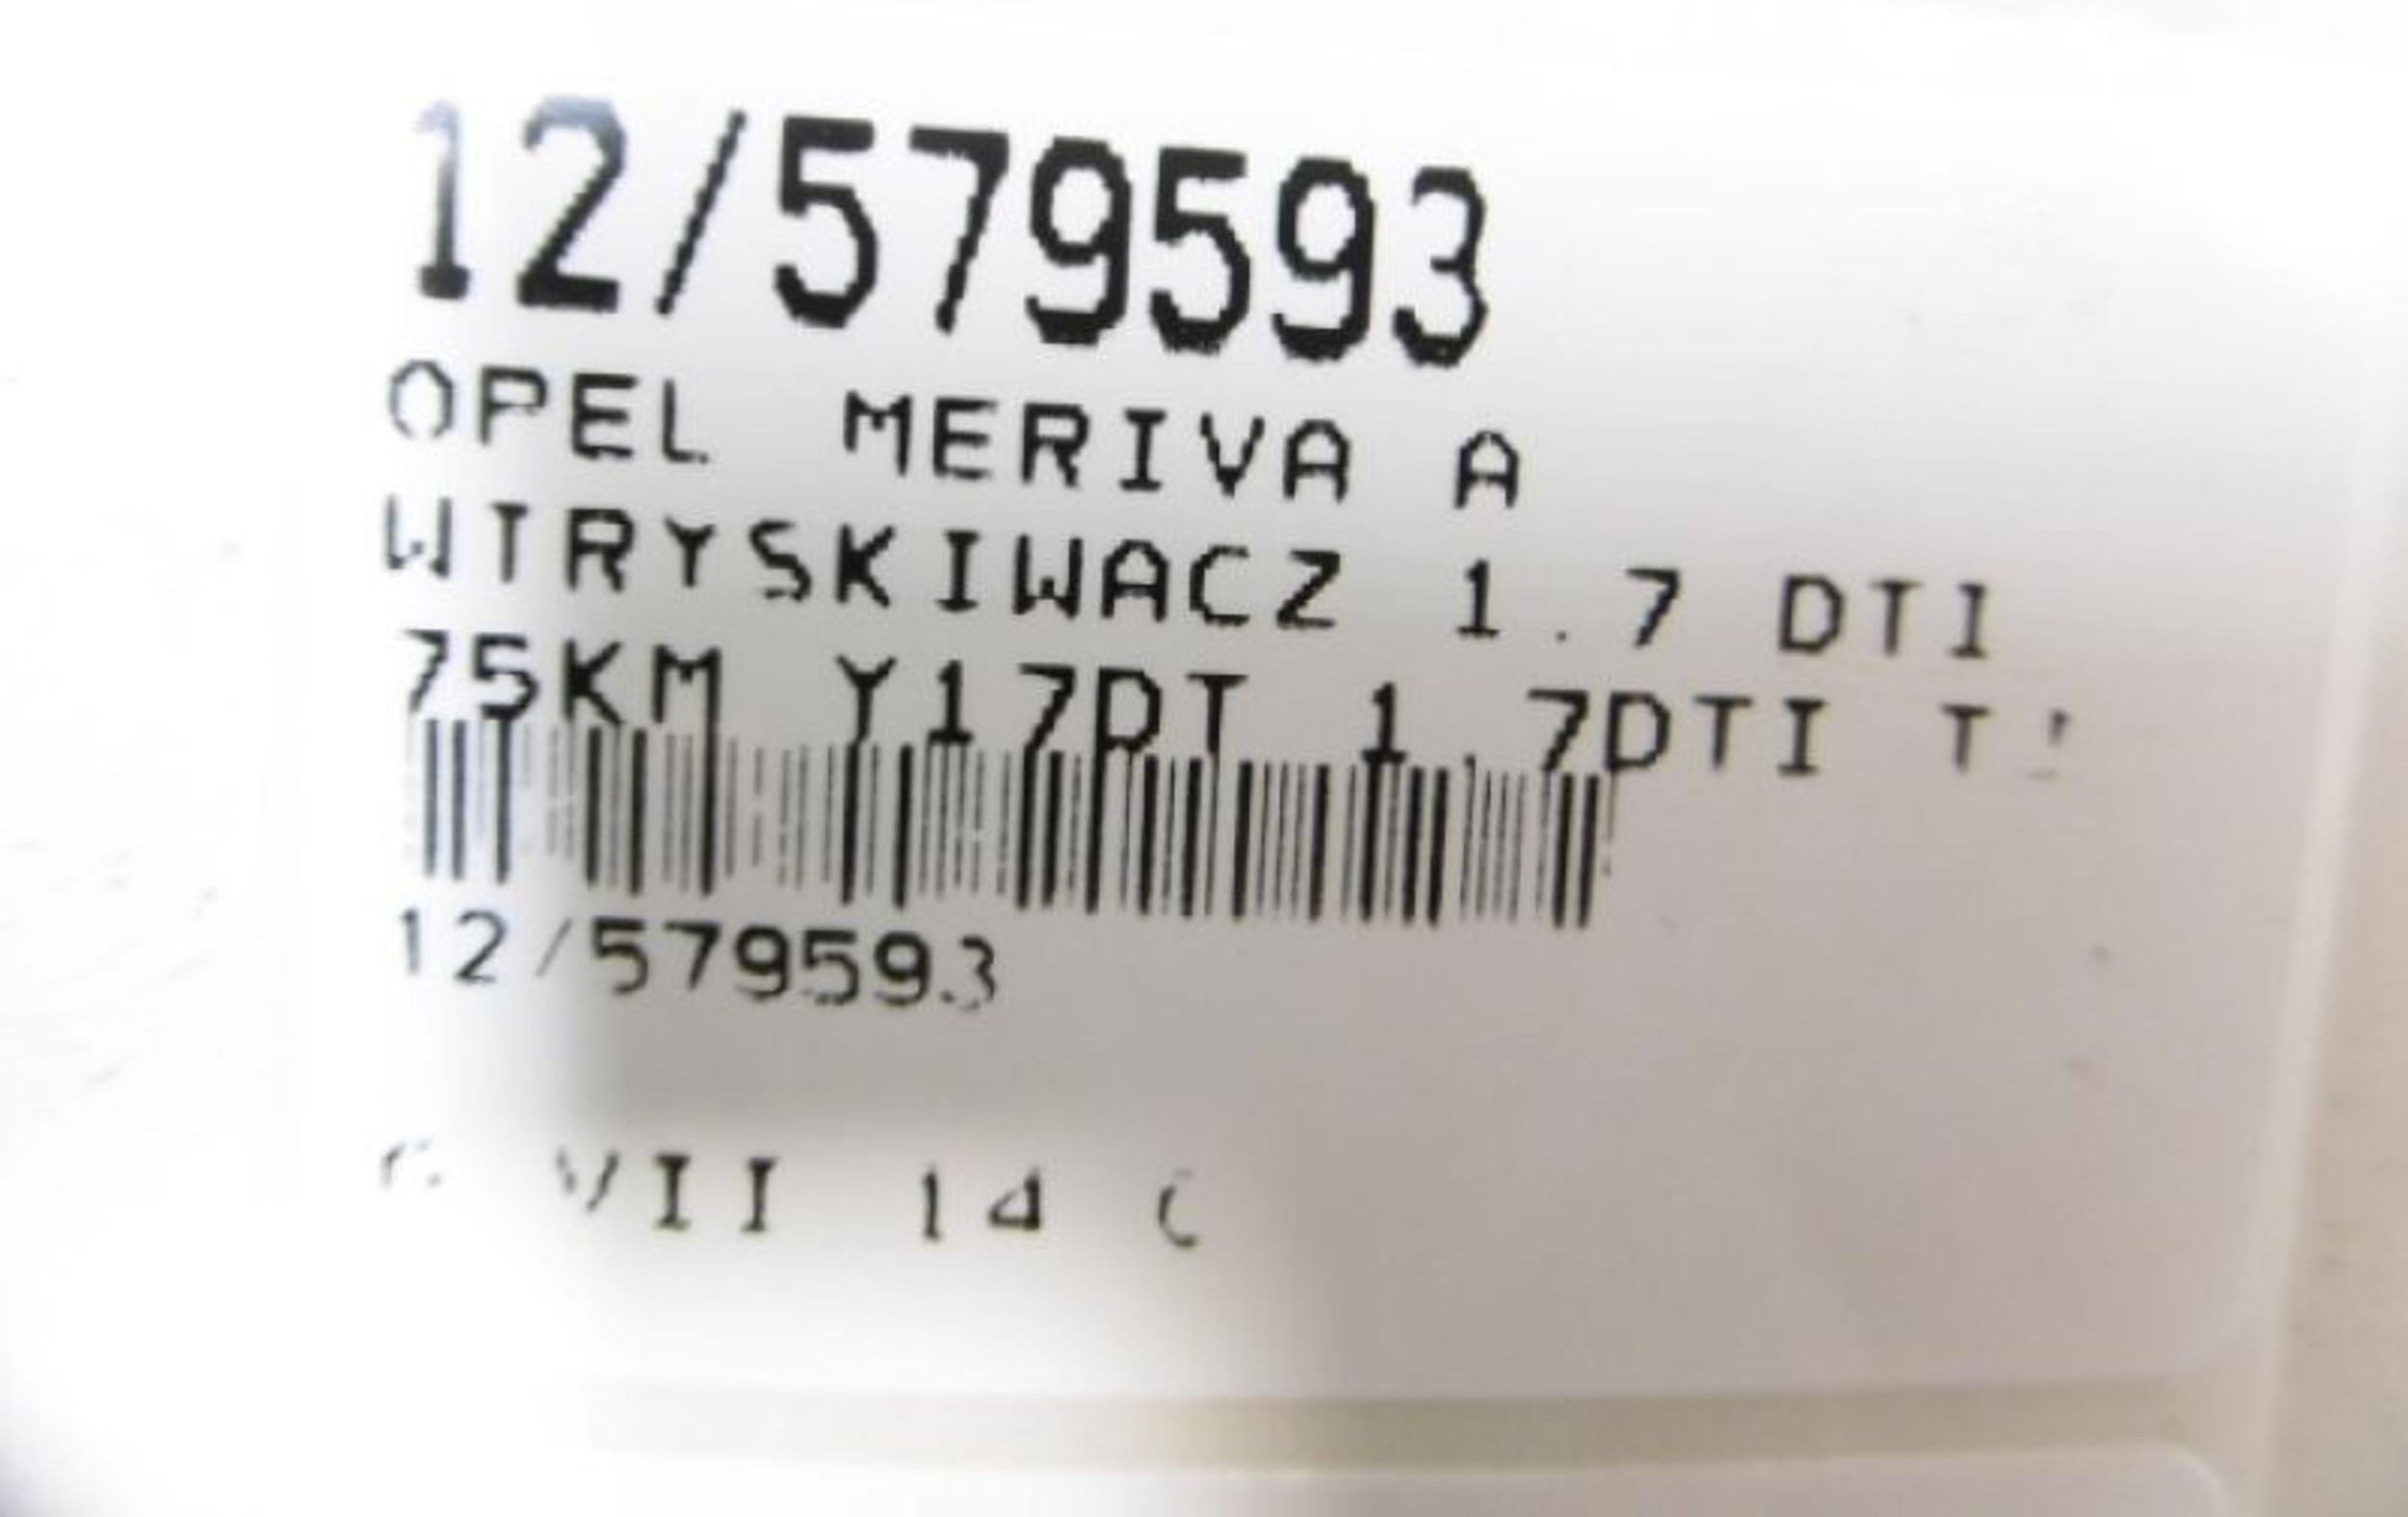 12/579593
OPEL MERIVA A
WTRYSKIWACZ 1.7 DTI
75KM Y17DT 1.7DTI
12/579593
VII 14